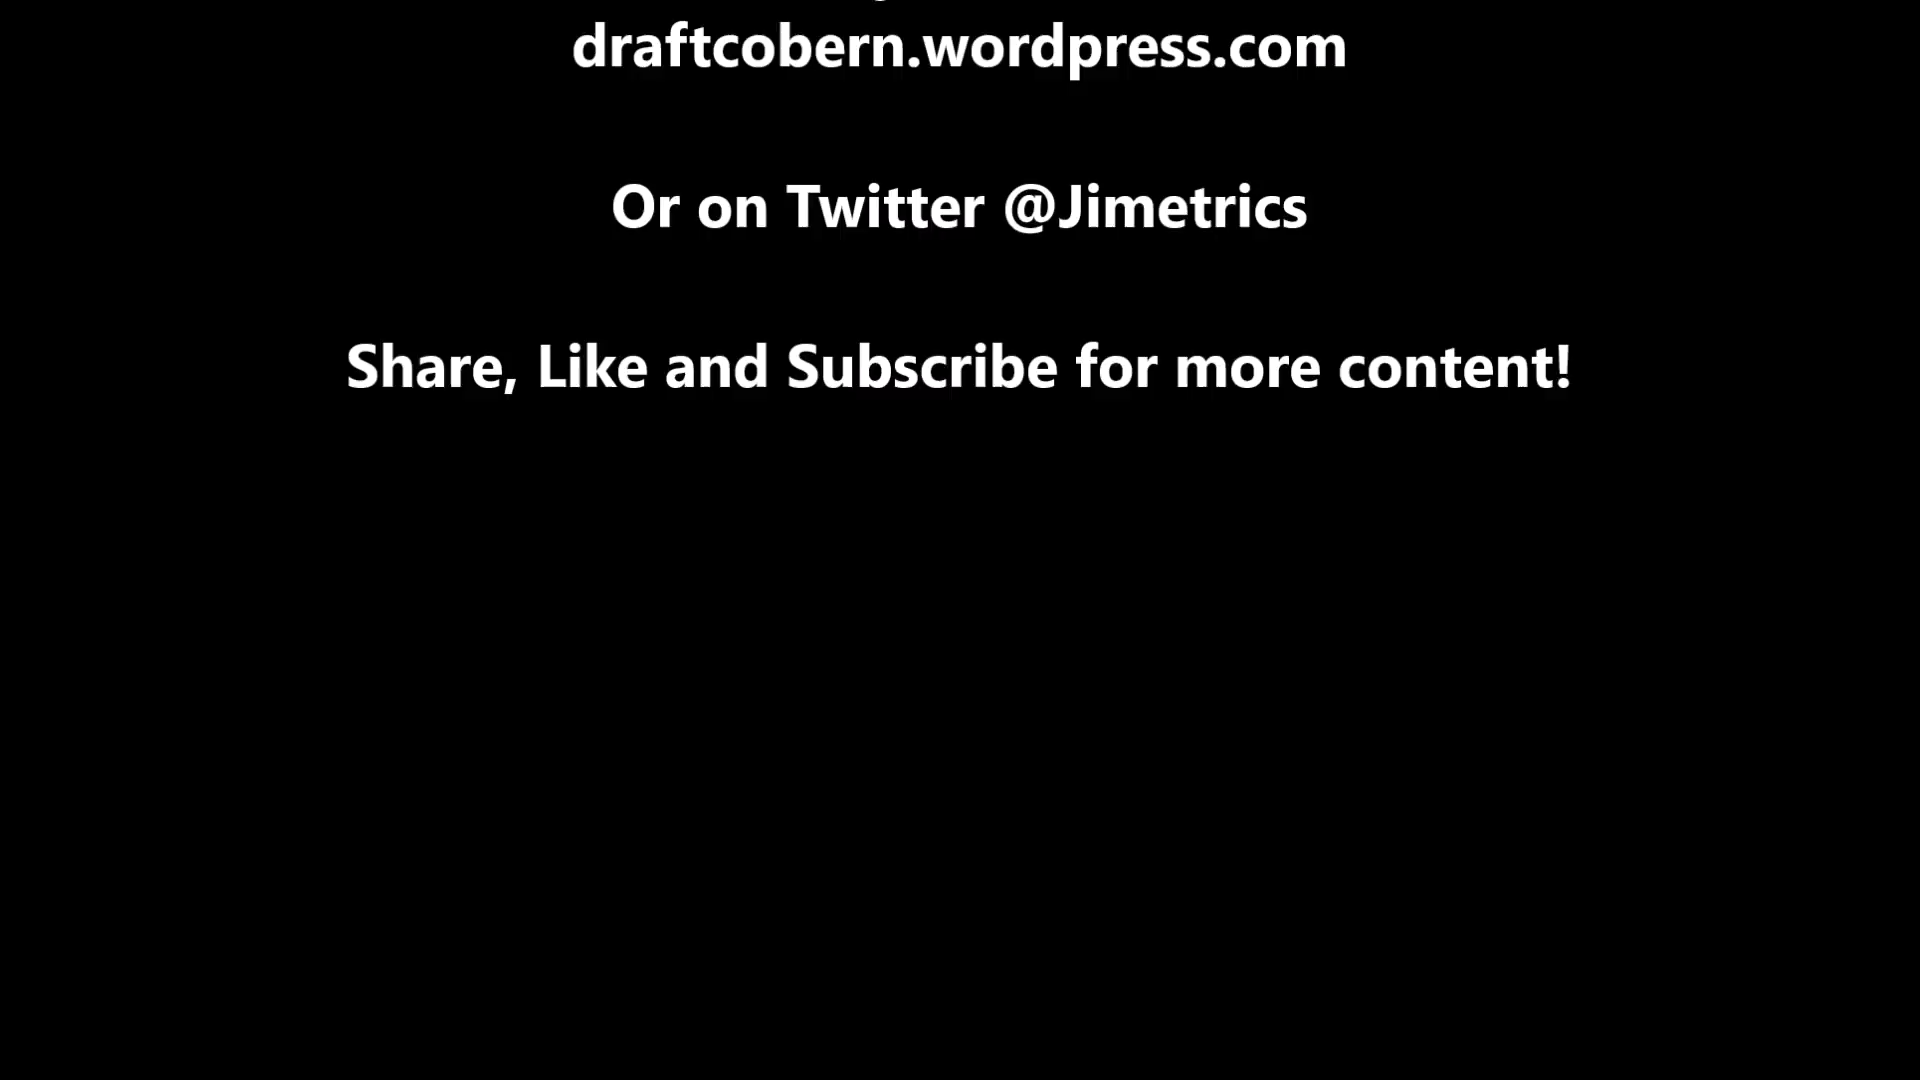 draftcobern.wordpress.com
Or on Twitter @Jimetrics
Share, Like and Subscribe for more content!